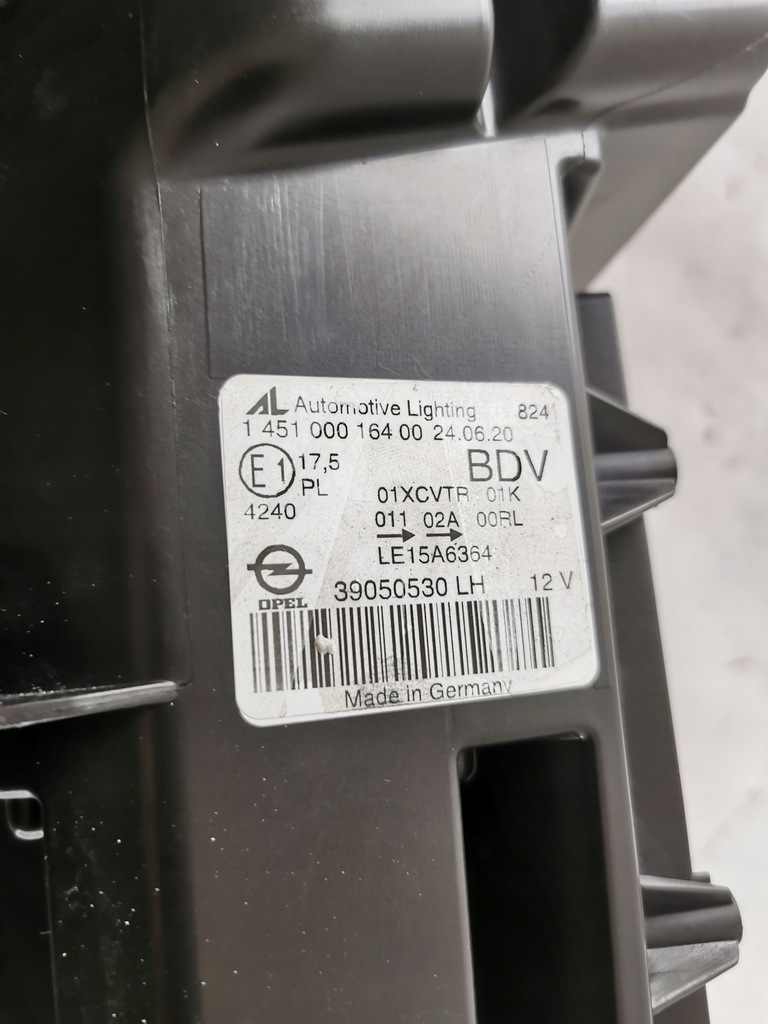 AL Automotive Lighting 824
1 451 000 164 00 24.06.20
E1 17,5 BDV
PL 01XCVTR 01K
4240 011 02A 00RL
LE15A6364
OPEL 39050530 LH 12 V
Made in Germany